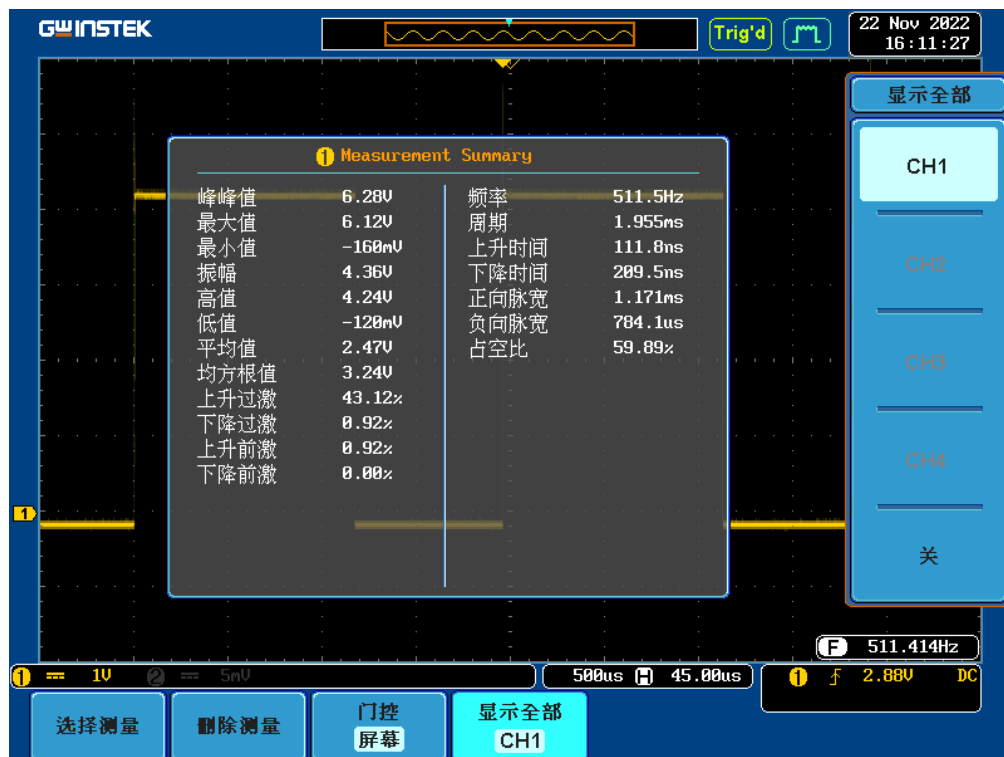 GWINSTEK
Trig'd
22 Nov 2022
16:11:27
显示全部
CH1
CH2
CH3
CH4
关
1 Measurement Summary
峰峰值 6.28V
最大值 6.12V
最小值 -160mV
振幅 4.36V
高值 4.24V
低值 -120mV
平均值 2.47V
均方根值 3.24V
上升过激 43.12%
下降过激 0.92%
上升前激 0.92%
下降前激 0.00%
频率 511.5Hz
周期 1.955ms
上升时间 111.8ns
下降时间 209.5ns
正向脉宽 1.171ms
负向脉宽 784.1us
占空比 59.89%
1
F 511.414Hz
1 1V 2 5mV
500us H 45.00us
1 2.88V DC
选择测量
删除测量
门控
屏幕
显示全部
CH1